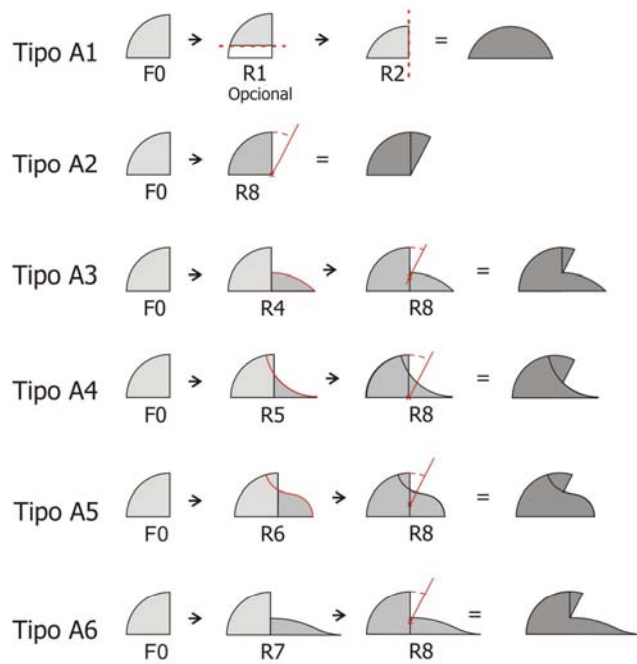 Tipo A1
F0
R1
Opcional
R2
=
Tipo A2
F0
R8
=
Tipo A3
F0
R4
R8
=
Tipo A4
F0
R5
R8
=
Tipo A5
F0
R6
R8
=
Tipo A6
F0
R7
R8
=